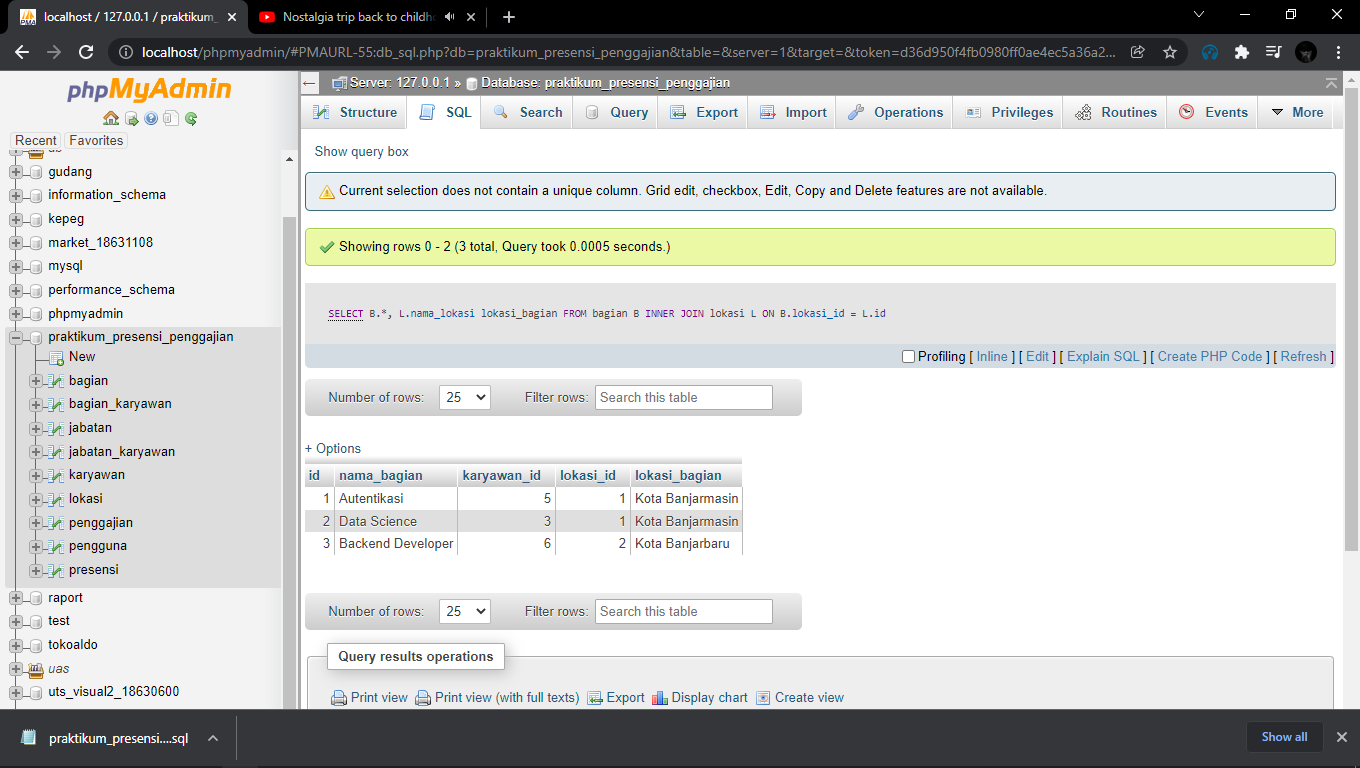 localhost / 127.0.0.1 / praktikum_
Nostalgia trip back to childh
localhost/phpmyadmin/#PMAURL-55:db_sql.php?db=praktikum_presensi_penggajian&table=&server=1&target=&token=d36d950f4fb0980ff0ae4ec5a36a2...
phpMyAdmin
Recent Favorites
gudang
information_schema
kepeg
market_18631108
mysql
performance_schema
phpmyadmin
praktikum_presensi_penggajian
New
bagian
bagian_karyawan
jabatan
jabatan_karyawan
karyawan
lokasi
penggajian
pengguna
presensi
raport
test
tokoaldo
uas
uts_visual2_18630600
Server: 127.0.0.1 » Database: praktikum_presensi_penggajian
Structure SQL Search Query Export Import Operations Privileges Routines Events More
Show query box
Current selection does not contain a unique column. Grid edit, checkbox, Edit, Copy and Delete features are not available.
Showing rows 0 - 2 (3 total, Query took 0.0005 seconds.)
SELECT B.*, L.nama_lokasi lokasi_bagian FROM bagian B INNER JOIN lokasi L ON B.lokasi_id = L.id
Profiling [ Inline ] [ Edit ] [ Explain SQL ] [ Create PHP Code ] [ Refresh ]
Number of rows: 25 Filter rows: Search this table
+ Options
id nama_bagian karyawan_id lokasi_id lokasi_bagian
1 Autentikasi 5 1 Kota Banjarmasin
2 Data Science 3 1 Kota Banjarmasin
3 Backend Developer 6 2 Kota Banjarbaru
Number of rows: 25 Filter rows: Search this table
Query results operations
Print view Print view (with full texts) Export Display chart Create view
praktikum_presensi....sql
Show all